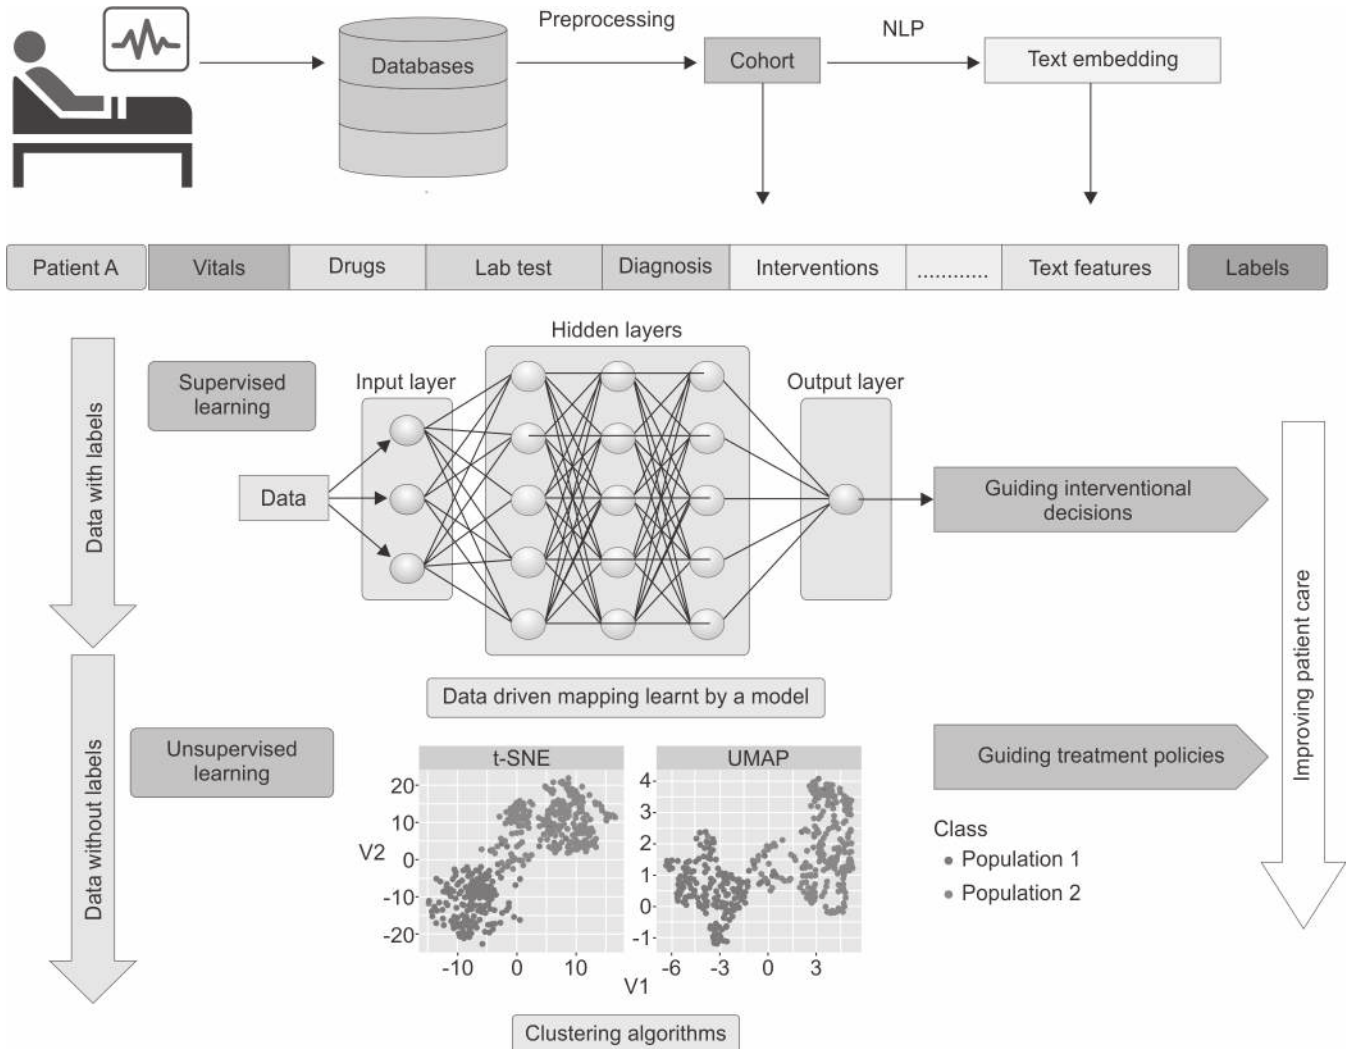 Preprocessing
NLP
Databases
Cohort
Text embedding
Patient A
Vitals
Drugs
Lab test
Diagnosis
Interventions
............
Text features
Labels
Hidden layers
Supervised
learning
Input layer
Output layer
Data with labels
Data
Guiding interventional
decisions
Improving patient care
Data driven mapping learnt by a model
Data without labels
Unsupervised
learning
t-SNE
UMAP
Guiding treatment policies
V2
20
10
0
-10
-20
-10
0
10
4
3
2
1
0
-1
-6
-3
0
3
V1
Class
Population 1
Population 2
Clustering algorithms